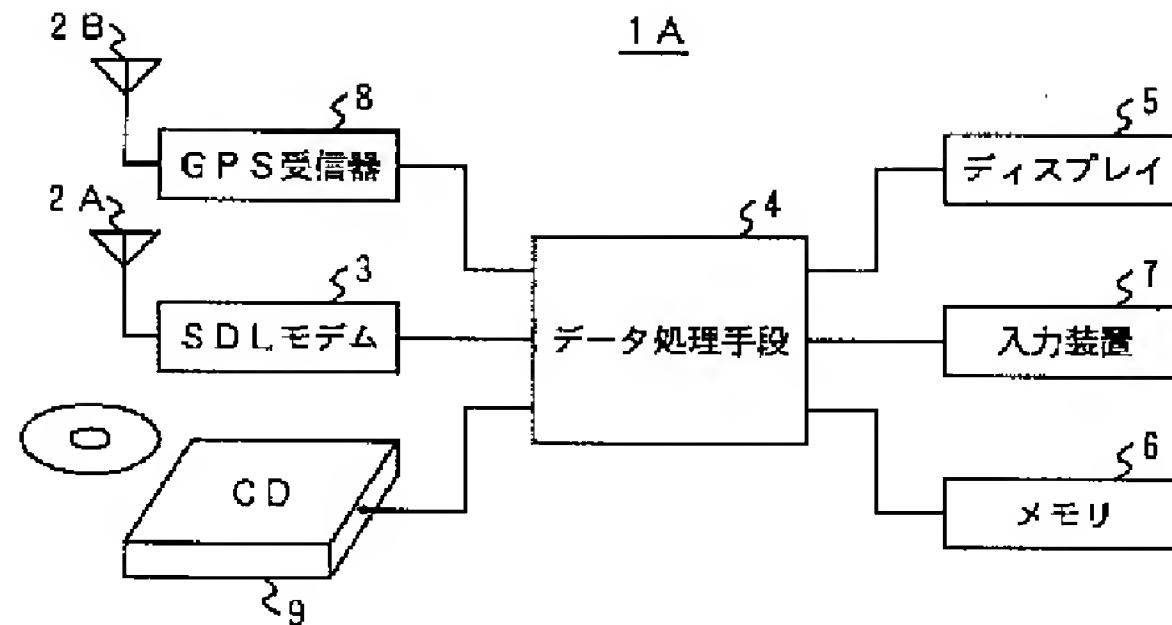 1A
2B
8
GPS受信器
2A
3
SDLモデム
CD
9
4
データ処理手段
5
ディスプレイ
7
入力装置
6
メモリ